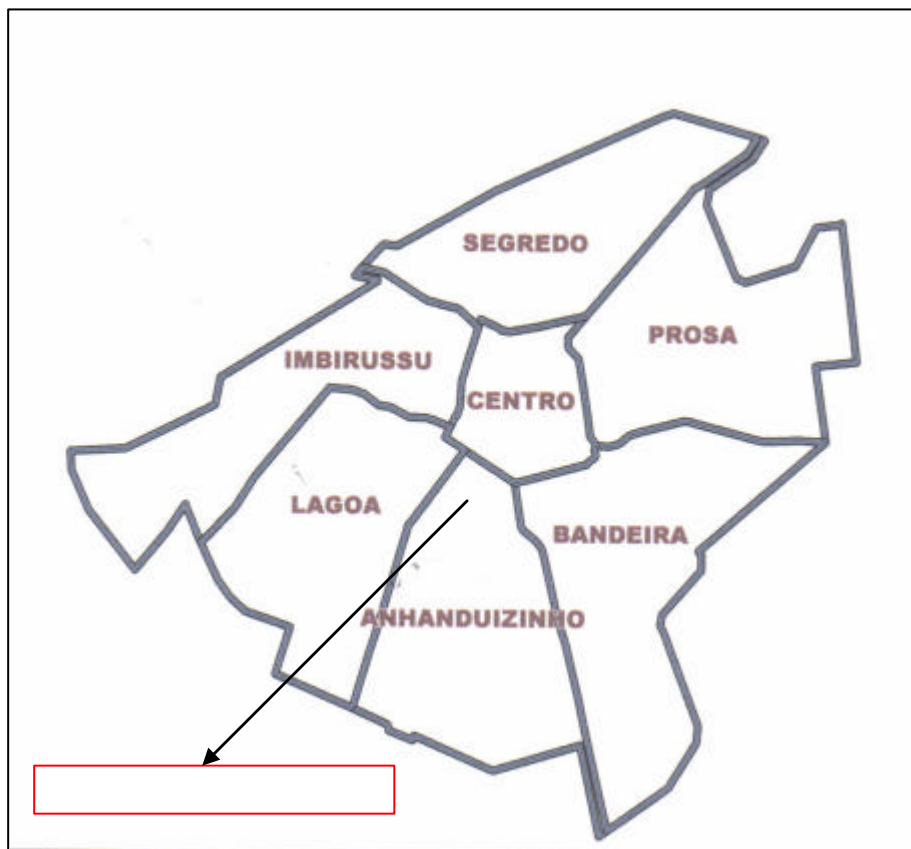 SEGREDO
PROSA
IMBIRUSSU
CENTRO
LAGOA
BANDEIRA
ANHANDUIZINHO